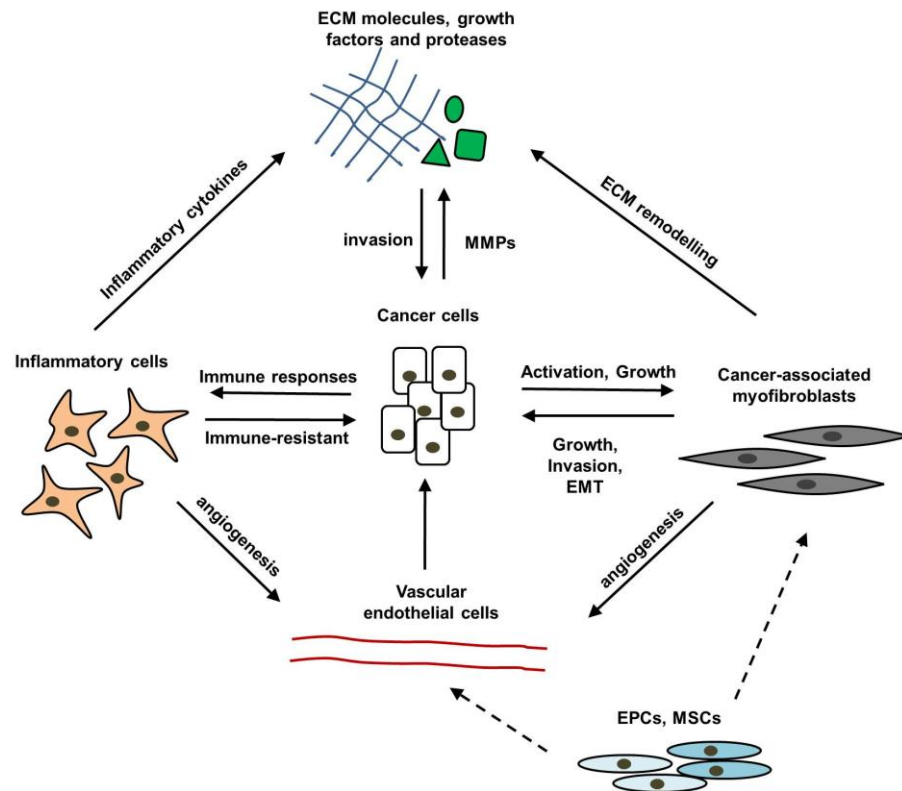 ECM molecules, growth
factors and proteases
Inflammatory cytokines
ECM remodelling
invasion
MMPs
Cancer cells
Inflammatory cells
Immune responses
Immune-resistant
Activation, Growth
Growth,
Invasion,
EMT
Cancer-associated
myofibroblasts
angiogenesis
angiogenesis
Vascular
endothelial cells
EPCs, MSCs